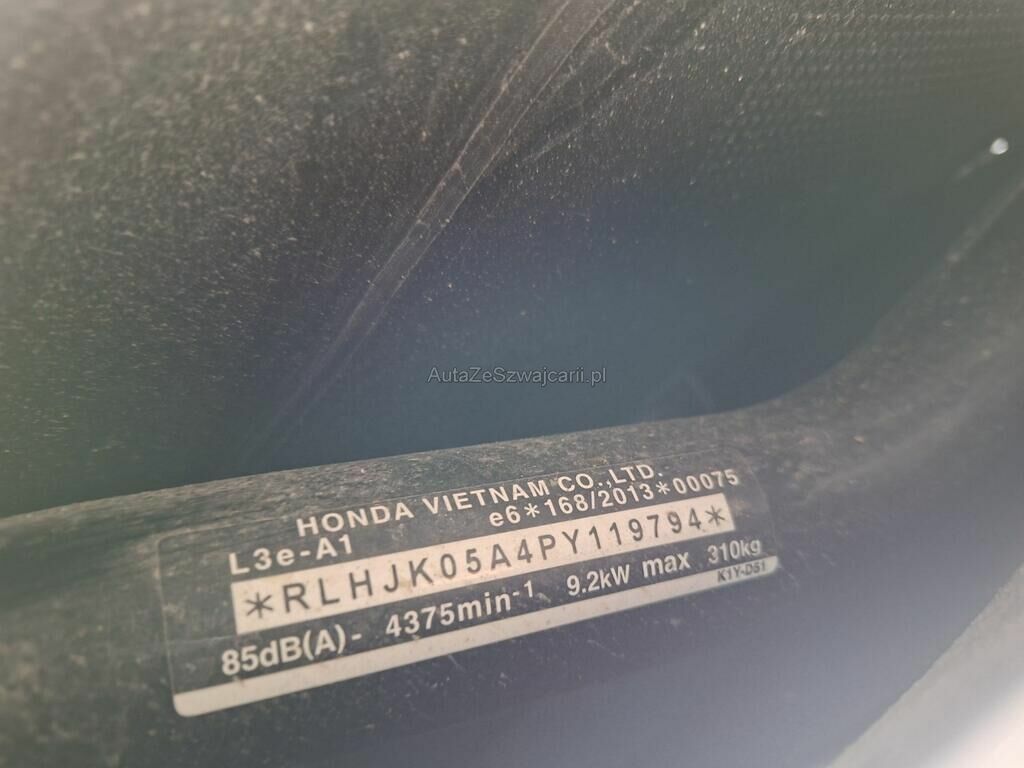 AutaZeSzwajcarii.pl
HONDA VIETNAM CO.,LTD.
L3e-A1 e6*168/2013*00075
*RLHJK05A4PY119794*
85dB(A)- 4375min-1 9.2kW max 310kg
K1Y-D51